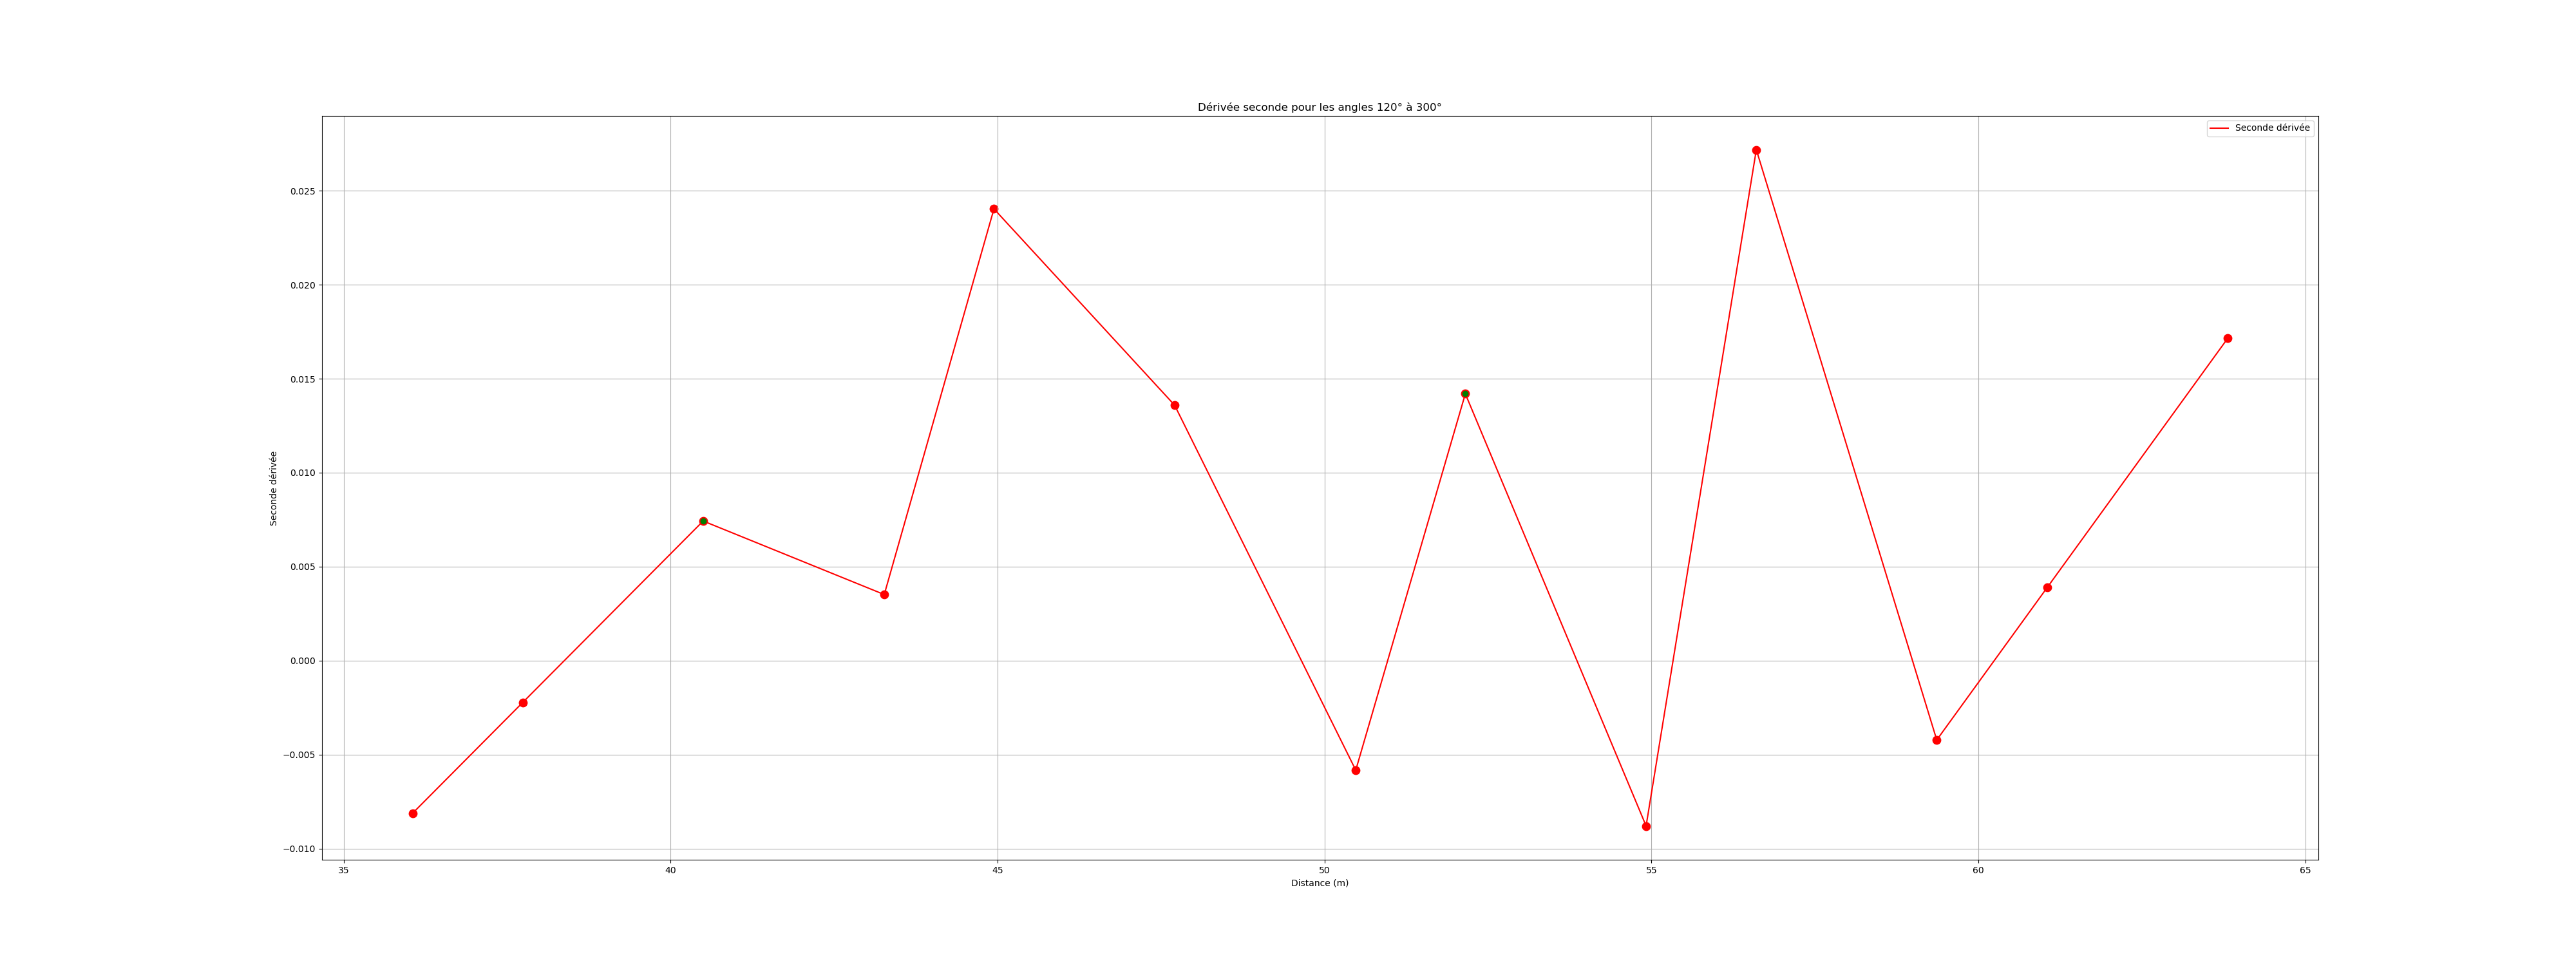 Dérivée seconde pour les angles 120° à 300°
Seconde dérivée
0.025
0.020
0.015
0.010
0.005
0.000
−0.005
−0.010
Seconde dérivée
35 40 45 50 55 60 65
Distance (m)